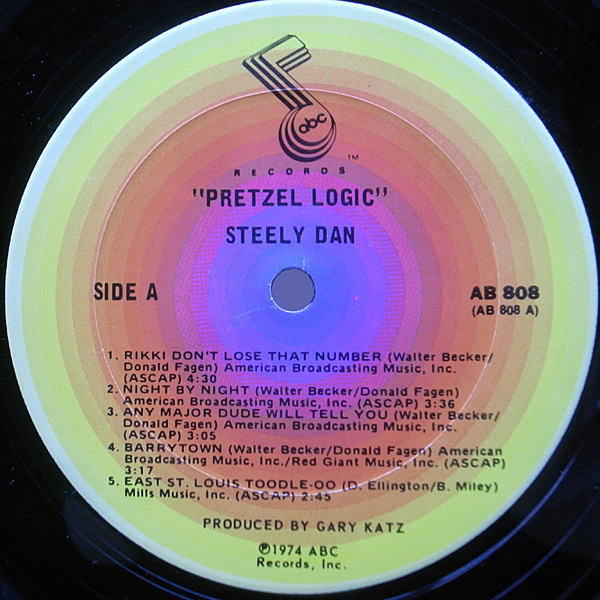 abc
TM
RECORDS
"PRETZEL LOGIC"
STEELY DAN
SIDE A
AB 808
(AB 808 A)
1. RIKKI DON'T LOSE THAT NUMBER (Walter Becker/
Donald Fagen) American Broadcasting Music, Inc.
(ASCAP) 4:30
2. NIGHT BY NIGHT (Walter Becker/Donald Fagen)
American Broadcasting Music, Inc. (ASCAP) 3:36
3. ANY MAJOR DUDE WILL TELL YOU (Walter Becker/
Donald Fagen) American Broadcasting Music, Inc.
(ASCAP) 3:05
4. BARRYTOWN (Walter Becker/Donald Fagen) American
Broadcasting Music, Inc./Red Giant Music, Inc. (ASCAP)
3:17
5. EAST ST. LOUIS TOODLE-OO (D. Ellington/B. Miley)
Mills Music, Inc. (ASCAP) 2:45
PRODUCED BY GARY KATZ
℗1974 ABC
Records, Inc.